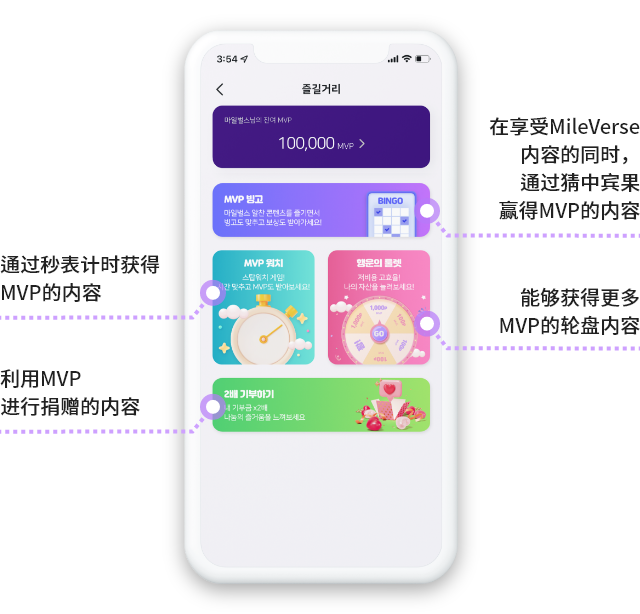 3:54
즐길거리
마일벌스님의 잔여 MVP
100,000 MVP
MVP 빙고
마일벌스 알찬 콘텐츠를 즐기면서
빙고도 맞추고 보상도 받아가세요!
BINGO
在享受MileVerse
内容的同时，
通过猜中宾果
赢得MVP的内容
通过秒表计时获得
MVP的内容
MVP 워치
스탑워치 게임!
시간 맞추고 MVP도 받아보세요!
행운의 룰렛
저비용 고효율!
나의 자산을 늘려보세요!
1,000P
GO
能够获得更多
MVP的轮盘内容
利用MVP
进行捐赠的内容
2배 기부하기
내 기부금 x2배
나눔의 즐거움을 느껴보세요